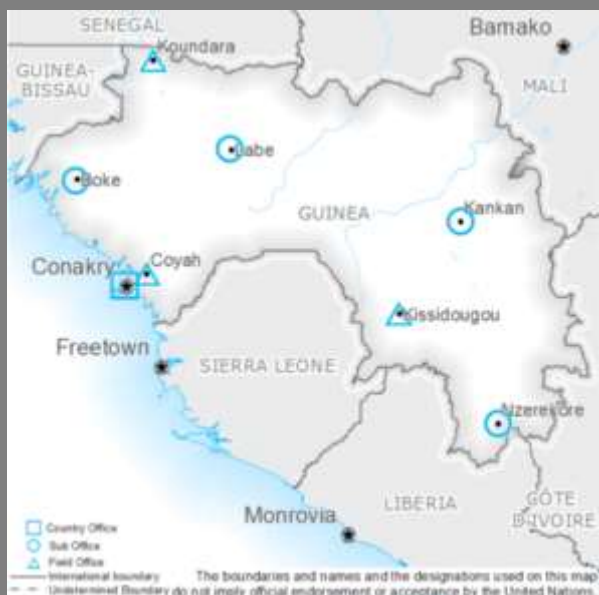 SENEGAL
Koundara
Bamako
GUINEA-
BISSAU
MALI
Labe
Boke
Kankan
GUINEA
Coyah
Conakry
Kissidougou
Freetown
SIERRA LEONE
Nzerekore
LIBERIA
CÔTE
D'IVOIRE
Monrovia
Country Office
Sub Office
Field Office
International boundary
Undetermined Boundary
The boundaries and names and the designations used on this map
do not imply official endorsement or acceptance by the United Nations.